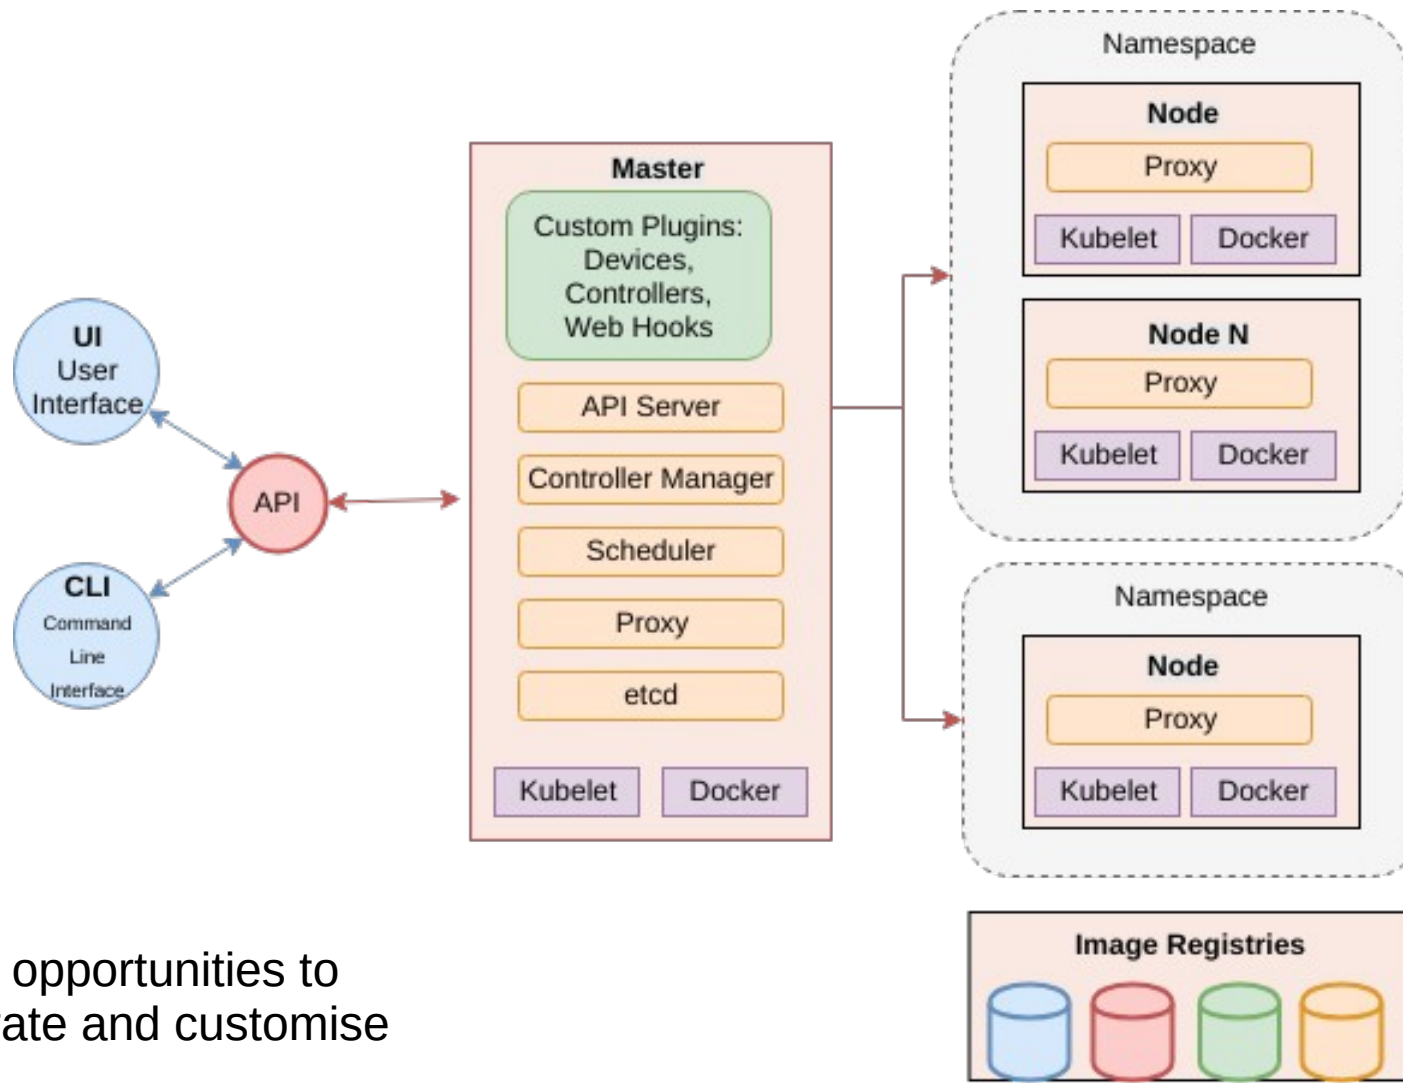 UI
User
Interface
CLI
Command
Line
Interface
API
Master
Custom Plugins:
Devices,
Controllers,
Web Hooks
API Server
Controller Manager
Scheduler
Proxy
etcd
Kubelet
Docker
Namespace
Node
Proxy
Kubelet
Docker
Node N
Proxy
Kubelet
Docker
Namespace
Node
Proxy
Kubelet
Docker
Image Registries
opportunities to
and customise